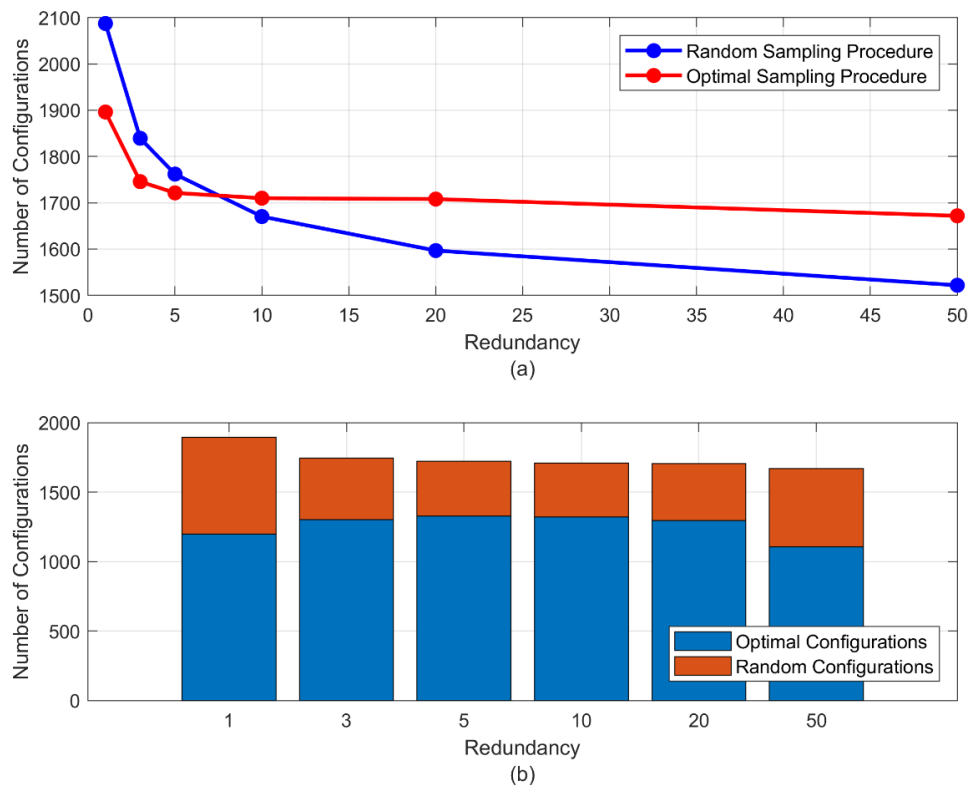 2100
2000
1900
1800
1700
1600
1500
Number of Configurations
Random Sampling Procedure
Optimal Sampling Procedure
0 5 10 15 20 25 30 35 40 45 50
Redundancy
(a)
2000
1500
1000
500
0
Number of Configurations
Optimal Configurations
Random Configurations
1 3 5 10 20 50
Redundancy
(b)